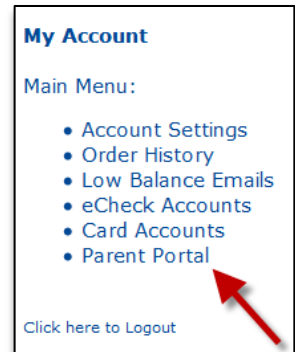 My Account
Main Menu:
• Account Settings
• Order History
• Low Balance Emails
• eCheck Accounts
• Card Accounts
• Parent Portal
Click here to Logout